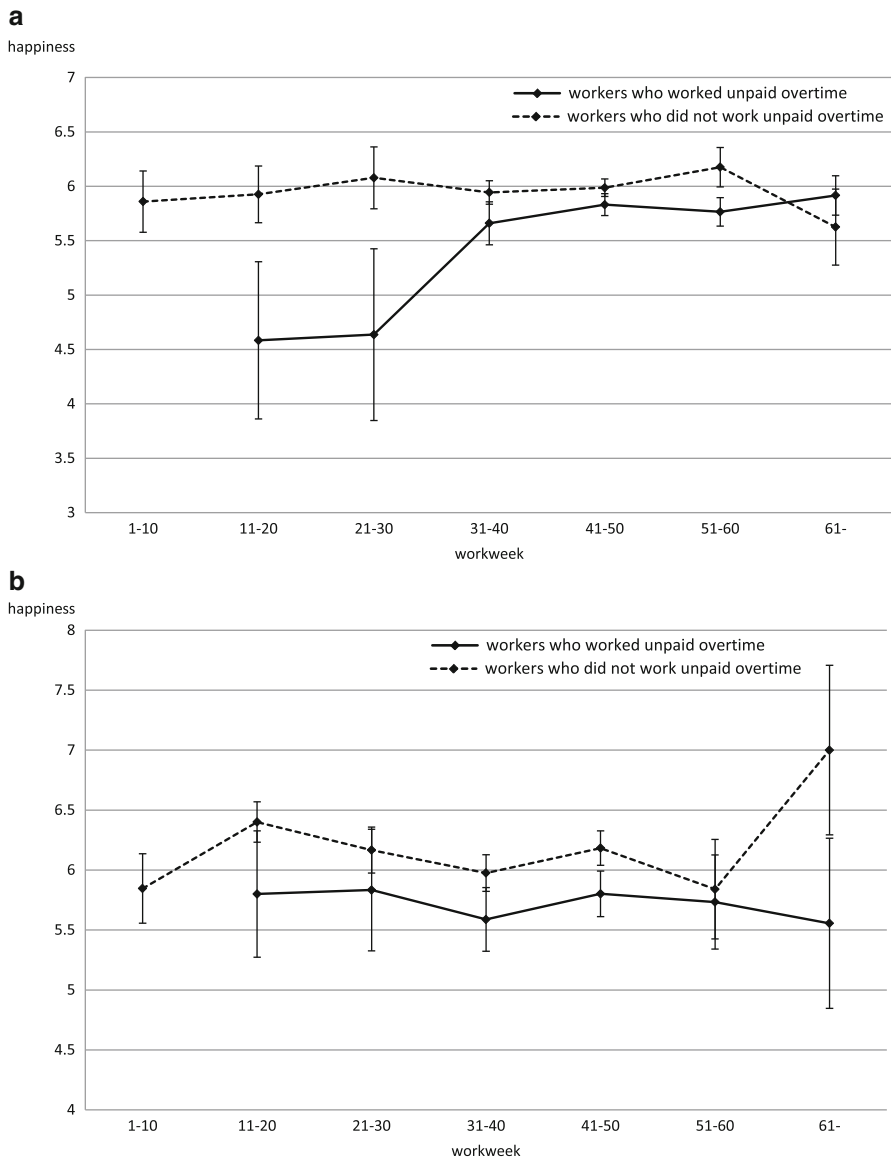 a
happiness
7
workers who worked unpaid overtime
workers who did not work unpaid overtime
6.5
6
5.5
5
4.5
4
3.5
3
1-10 11-20 21-30 31-40 41-50 51-60 61-
workweek
b
happiness
8
workers who worked unpaid overtime
workers who did not work unpaid overtime
7.5
7
6.5
6
5.5
5
4.5
4
1-10 11-20 21-30 31-40 41-50 51-60 61-
workweek